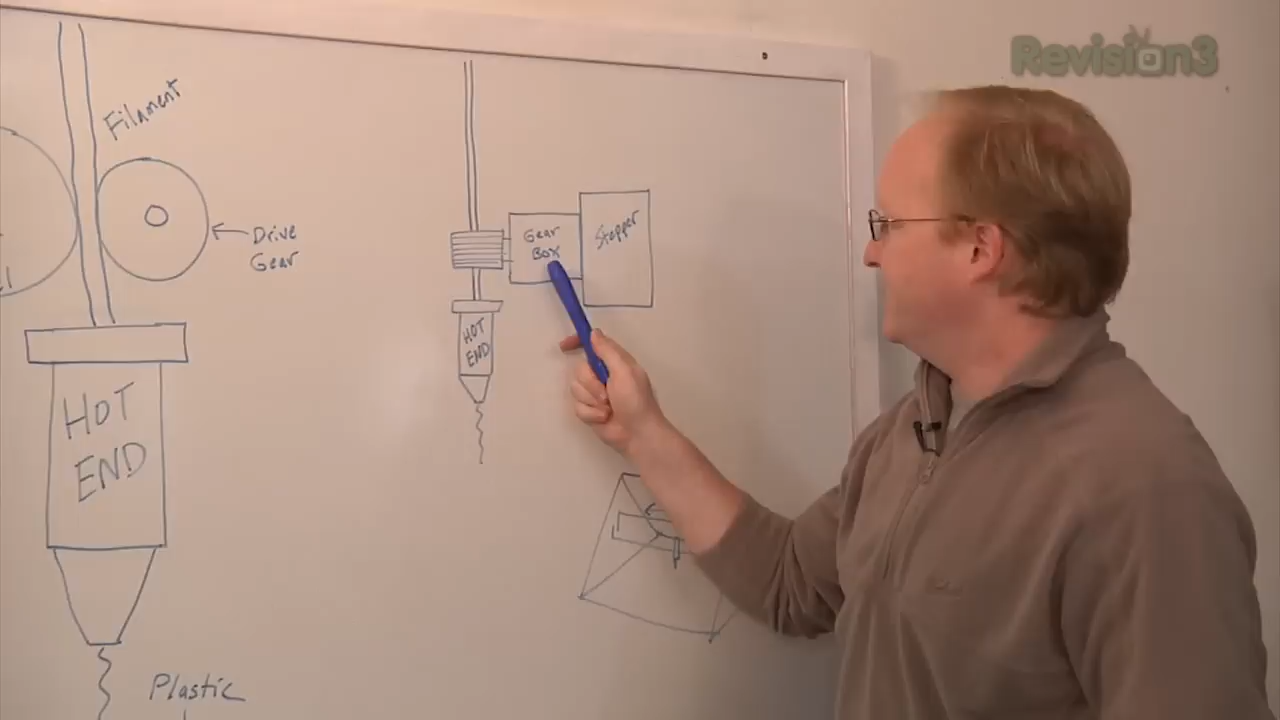 Revision3
Filament
Drive
Gear
HOT
END
Plastic
Gear
Box
Stepper
HOT
END